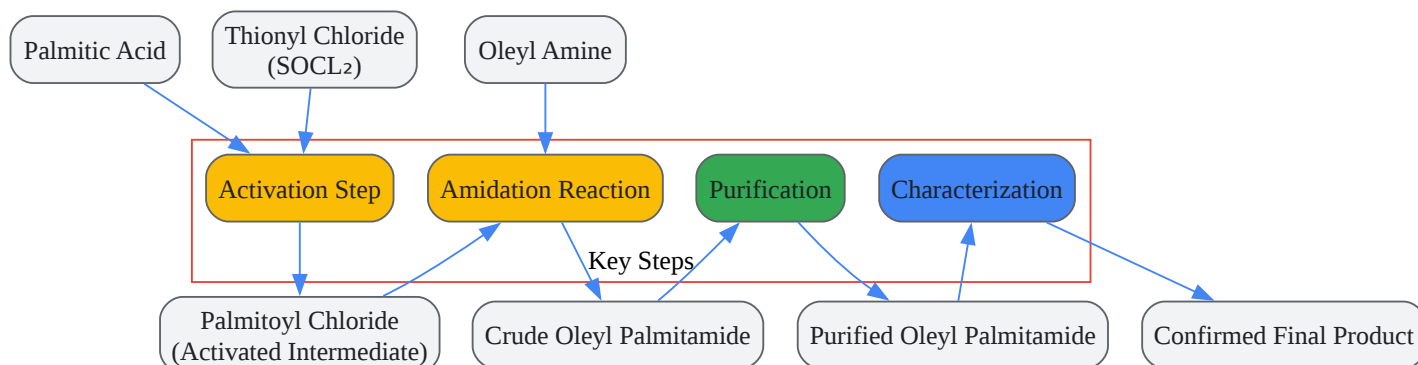 Palmitic Acid
Thionyl Chloride
(SOCL₂)
Oleyl Amine
Activation Step
Amidation Reaction
Purification
Characterization
Key Steps
Palmitoyl Chloride
(Activated Intermediate)
Crude Oleyl Palmitamide
Purified Oleyl Palmitamide
Confirmed Final Product